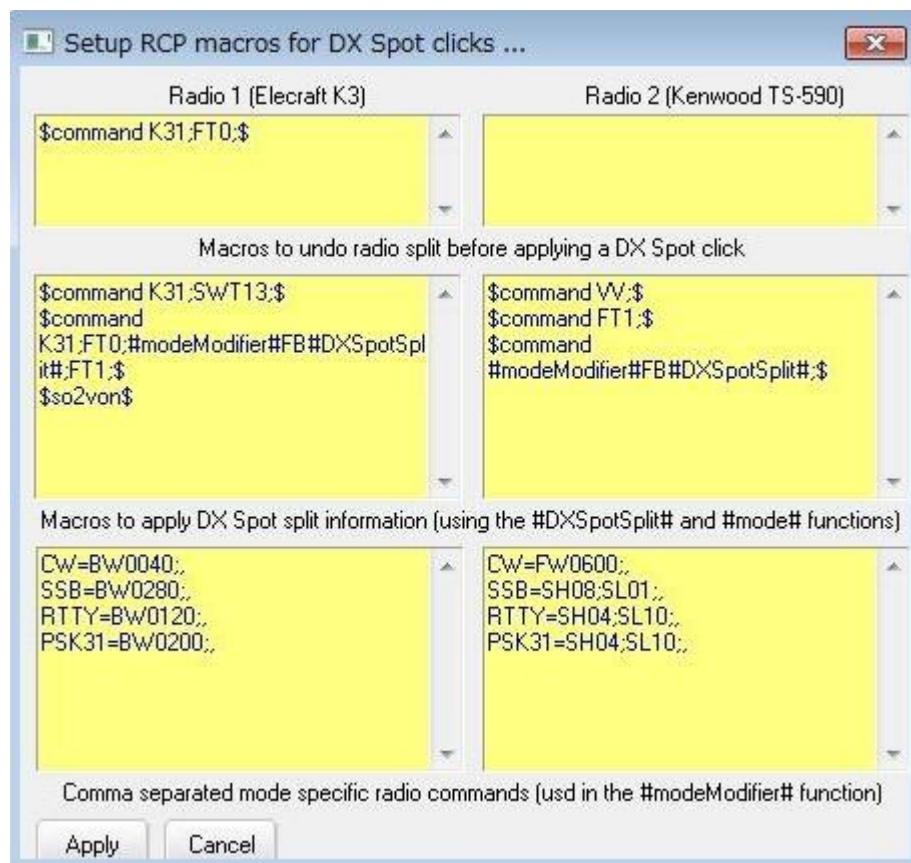 Setup RCP macros for DX Spot clicks ...
Radio 1 (Elecraft K3)
Radio 2 (Kenwood TS-590)
$command K31;FT0;$
Macros to undo radio split before applying a DX Spot click
$command K31;SWT13;$
$command
K31;FT0;#modeModifier#FB#DXSpotSpl
it#;FT1;$
$so2von$
$command VV;$
$command FT1;$
$command
#modeModifier#FB#DXSpotSplit#;$
Macros to apply DX Spot split information (using the #DXSpotSplit# and #mode# functions)
CW=BW0040;,
SSB=BW0280;,
RTTY=BW0120;,
PSK31=BW0200;,
CW=FW0600;,
SSB=SH08;SL01;,
RTTY=SH04;SL10;,
PSK31=SH04;SL10;,
Comma separated mode specific radio commands (usd in the #modeModifier# function)
Apply
Cancel